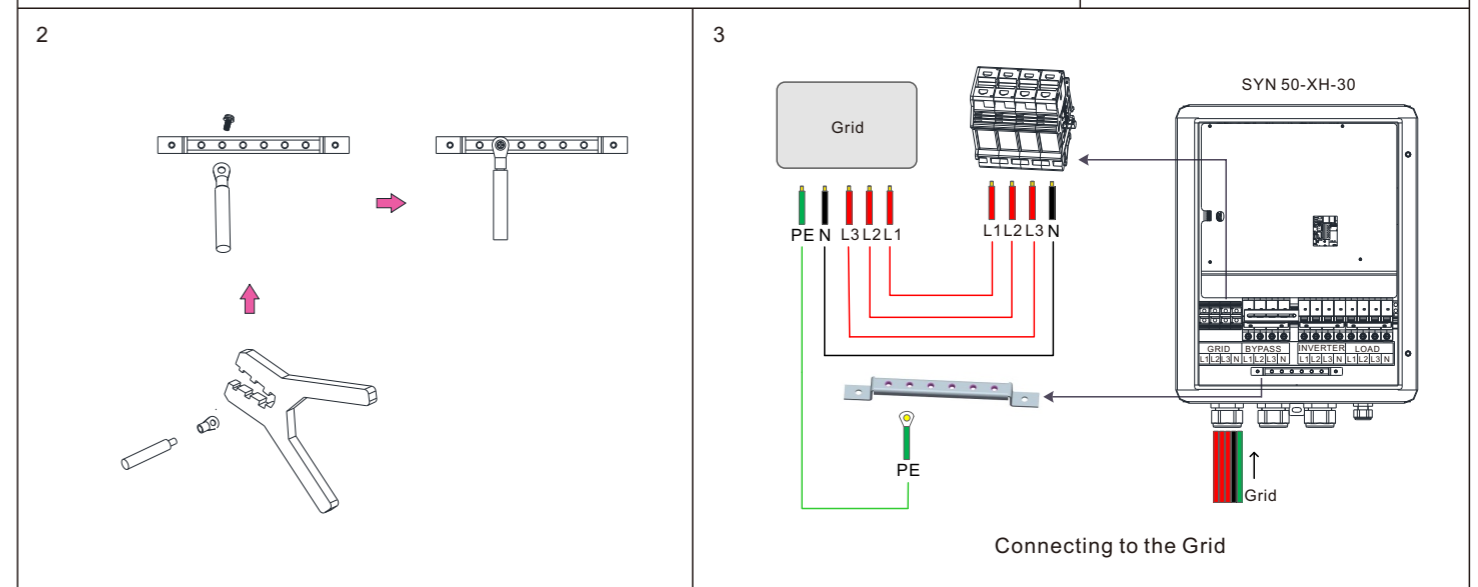 2
3
SYN 50-XH-30
Grid
PE N L3 L2 L1
L1 L2 L3 N
GRID BYPASS INVERTER LOAD
L1 L2 L3 N L1 L2 L3 N L1 L2 L3 N L1 L2 L3 N
PE
Grid
Connecting to the Grid